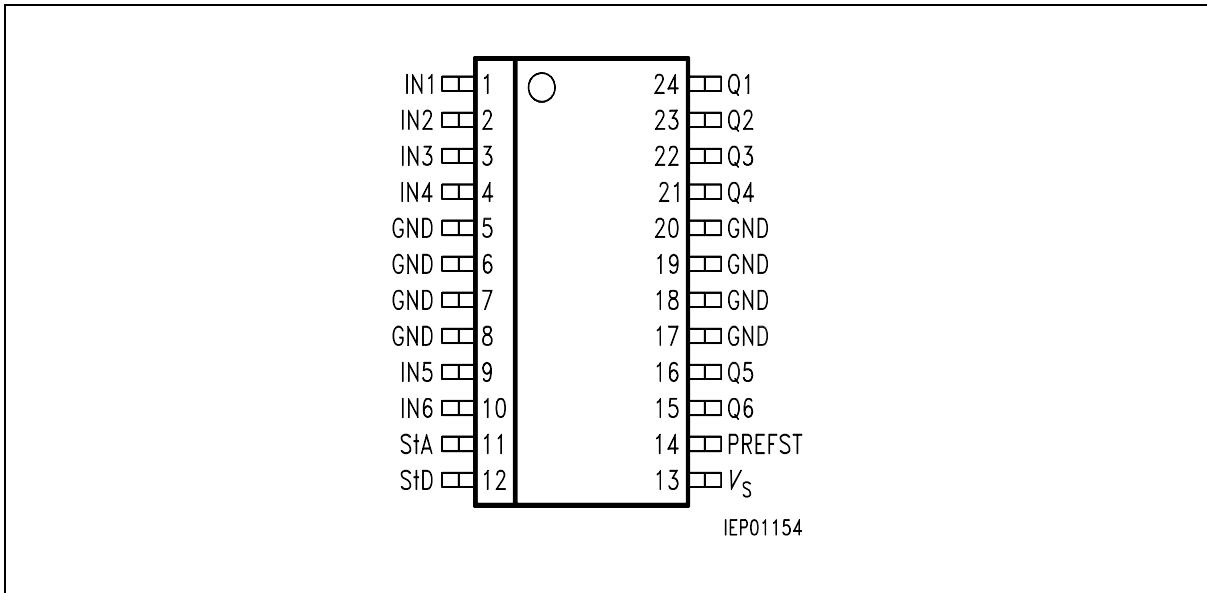 IN1 1 24 Q1
IN2 2 23 Q2
IN3 3 22 Q3
IN4 4 21 Q4
GND 5 20 GND
GND 6 19 GND
GND 7 18 GND
GND 8 17 GND
IN5 9 16 Q5
IN6 10 15 Q6
StA 11 14 PREFST
StD 12 13 VS
IEP01154